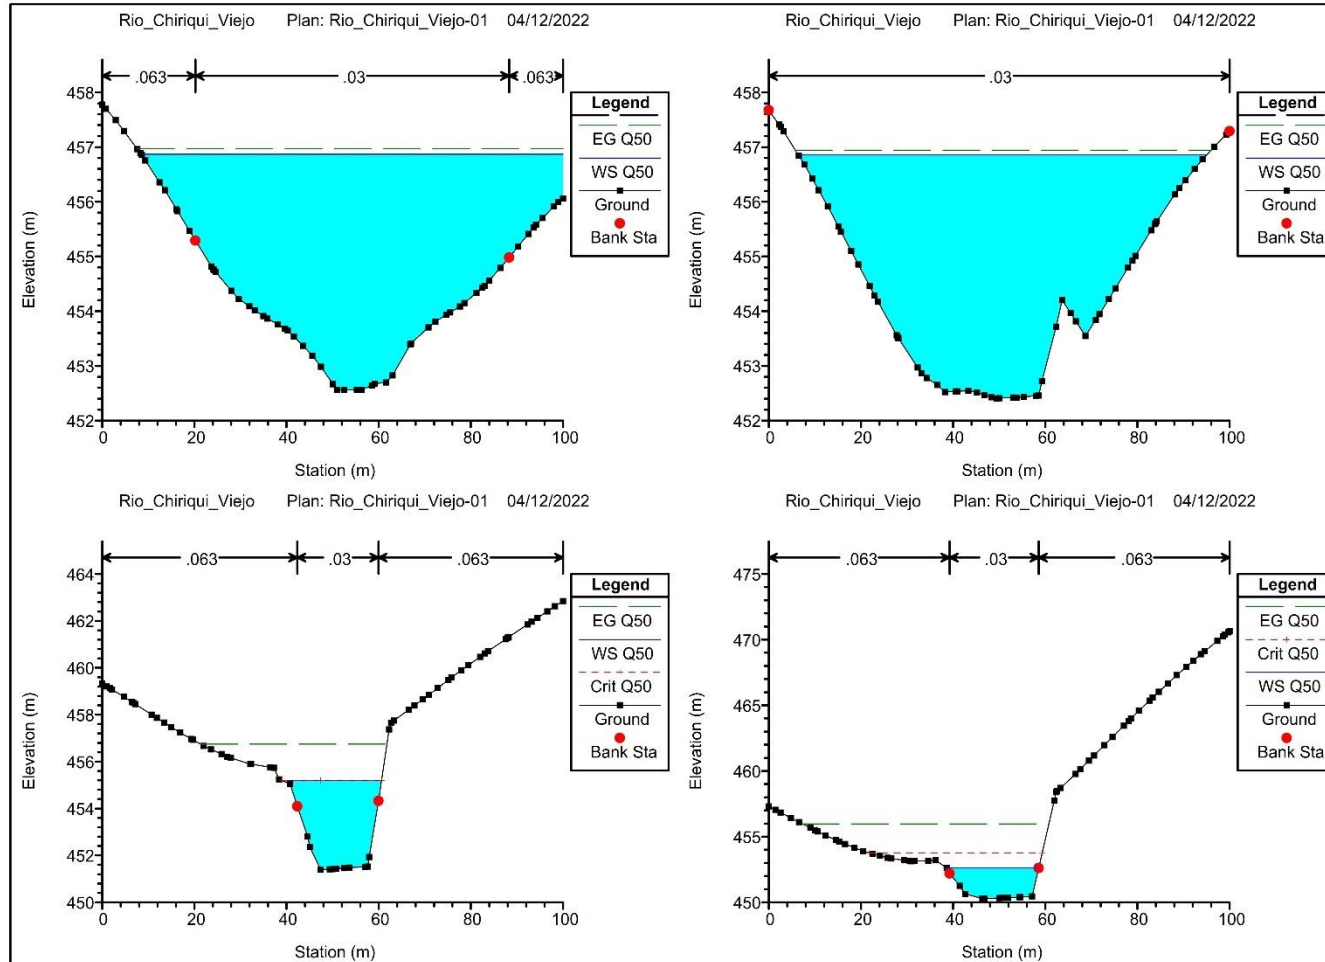 Rio_Chiriqui_Viejo Plan: Rio_Chiriqui_Viejo-01 04/12/2022
.063 .03 .063
Elevation (m)
458
457
456
455
454
453
452
0 20 40 60 80 100
Station (m)
Legend
EG Q50
WS Q50
Ground
Bank Sta
Rio_Chiriqui_Viejo Plan: Rio_Chiriqui_Viejo-01 04/12/2022
.03
Elevation (m)
458
457
456
455
454
453
452
0 20 40 60 80 100
Station (m)
Legend
EG Q50
WS Q50
Ground
Bank Sta
Rio_Chiriqui_Viejo Plan: Rio_Chiriqui_Viejo-01 04/12/2022
.063 .03 .063
Elevation (m)
464
462
460
458
456
454
452
450
0 20 40 60 80 100
Station (m)
Legend
EG Q50
WS Q50
Crit Q50
Ground
Bank Sta
Rio_Chiriqui_Viejo Plan: Rio_Chiriqui_Viejo-01 04/12/2022
.063 .03 .063
Elevation (m)
475
470
465
460
455
450
0 20 40 60 80 100
Station (m)
Legend
EG Q50
Crit Q50
WS Q50
Ground
Bank Sta